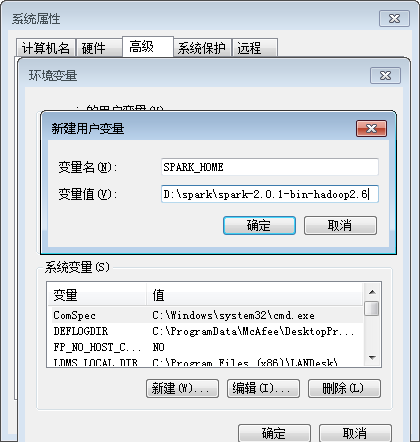 系统属性
计算机名 硬件 高级 系统保护 远程
环境变量
的用户变量(U)
新建用户变量
变量名(N): SPARK_HOME
变量值(V): D:\spark\spark-2.0.1-bin-hadoop2.6
确定 取消
系统变量(S)
变量 值
ComSpec C:\Windows\system32\cmd.exe
DEFLOGDIR C:\ProgramData\McAfee\DesktopPr...
FP_NO_HOST_C... NO
LDMS_LOCAL_DIR C:\Program Files (x86)\LANDesk\
新建(W)... 编辑(I)... 删除(L)
确定 取消